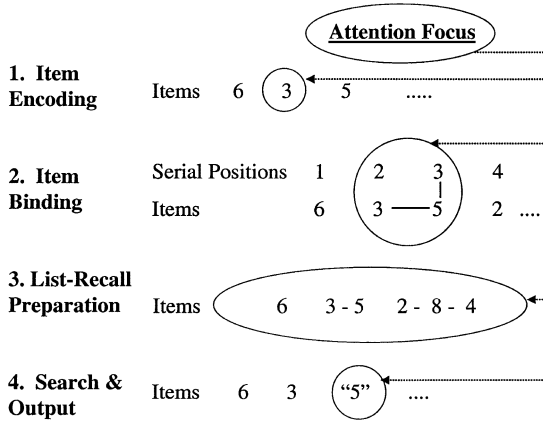 Attention Focus
1. Item
Encoding
Items 6 3 5 .....
2. Item
Binding
Serial Positions 1 2 3 4
Items 6 3 5 2 ....
3. List-Recall
Preparation
Items 6 3 - 5 2 - 8 - 4
4. Search &
Output
Items 6 3 “5” ....